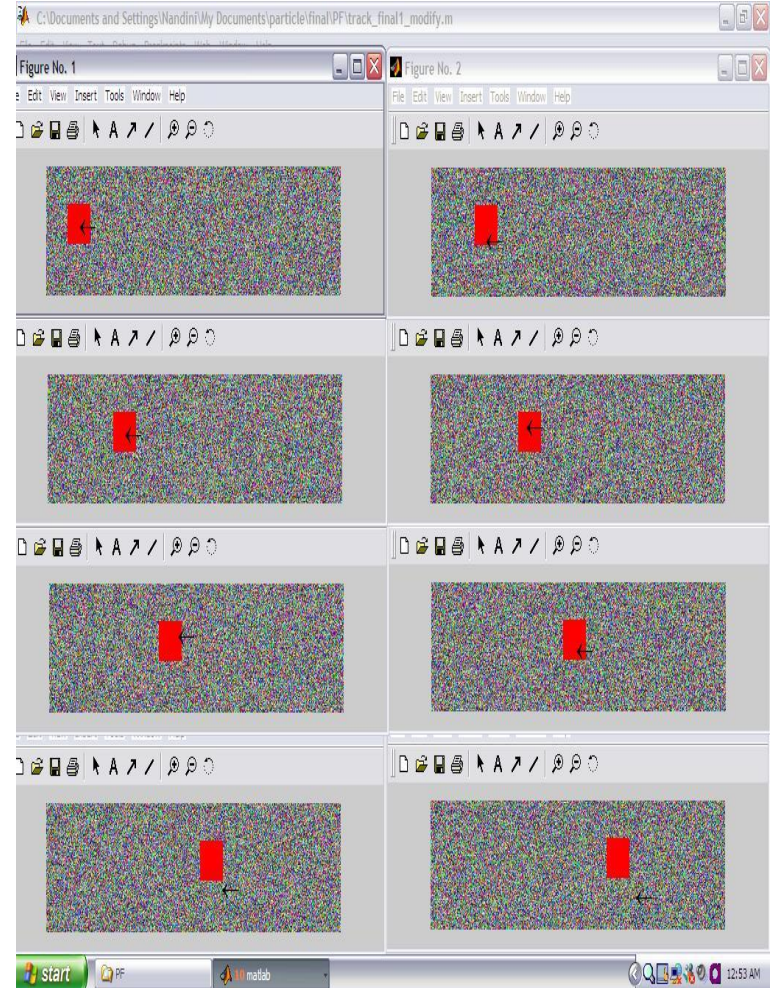 C:\Documents and Settings\Nandini\My Documents\particle\final\PF\track_final1_modify.m
Figure No. 1
Edit View Insert Tools Window Help
Figure No. 2
File Edit View Insert Tools Window Help
start
PF
10 matlab
12:53 AM